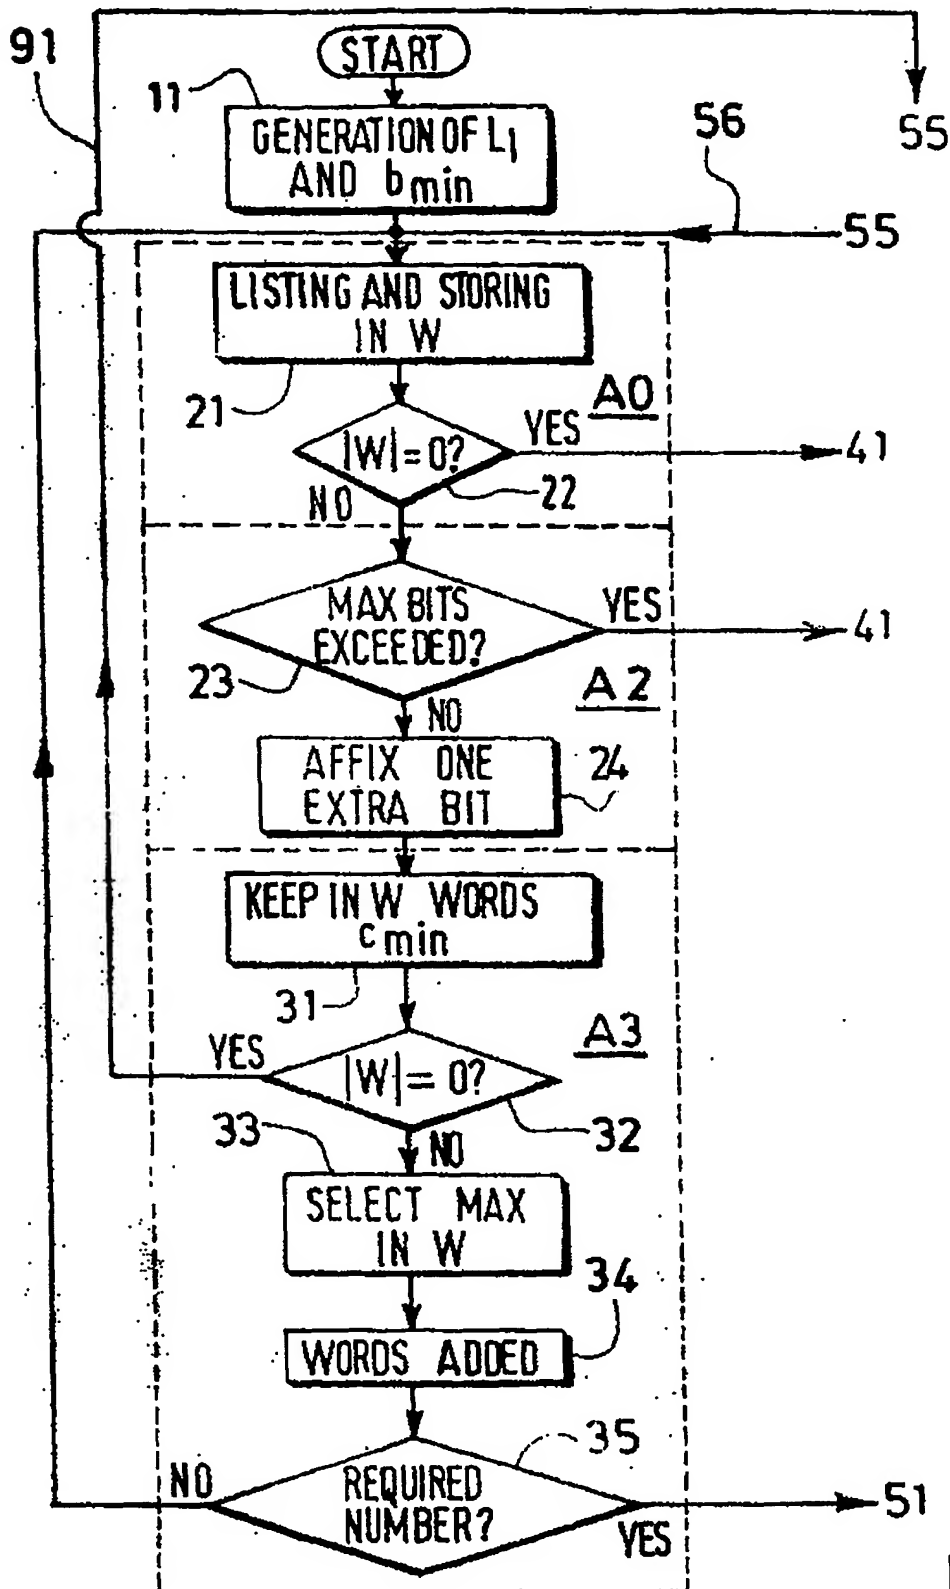 91
START
11
GENERATION OF L1
AND bmin
55
56
55
LISTING AND STORING
IN W
21
A0
|W|=0?
YES
41
22
NO
MAX BITS
EXCEEDED?
YES
41
23
A2
NO
AFFIX ONE
EXTRA BIT
24
KEEP IN W WORDS
cmin
31
A3
YES
|W|=0?
33
32
NO
SELECT MAX
IN W
34
WORDS ADDED
35
NO
REQUIRED
NUMBER?
51
YES